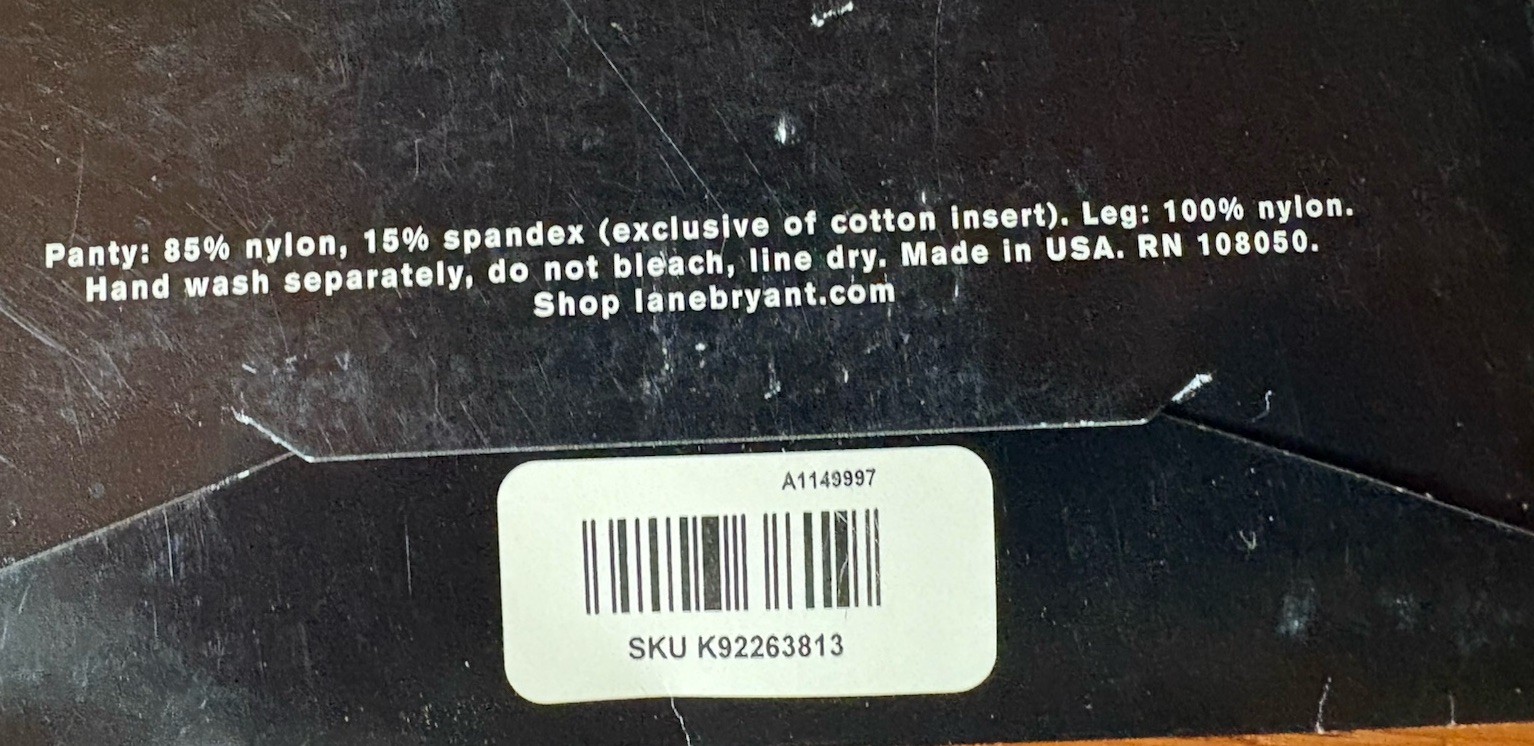 Panty: 85% nylon, 15% spandex (exclusive of cotton insert). Leg: 100% nylon.
Hand wash separately, do not bleach, line dry. Made in USA. RN 108050.
Shop lanebryant.com
A1149997
SKU K92263813